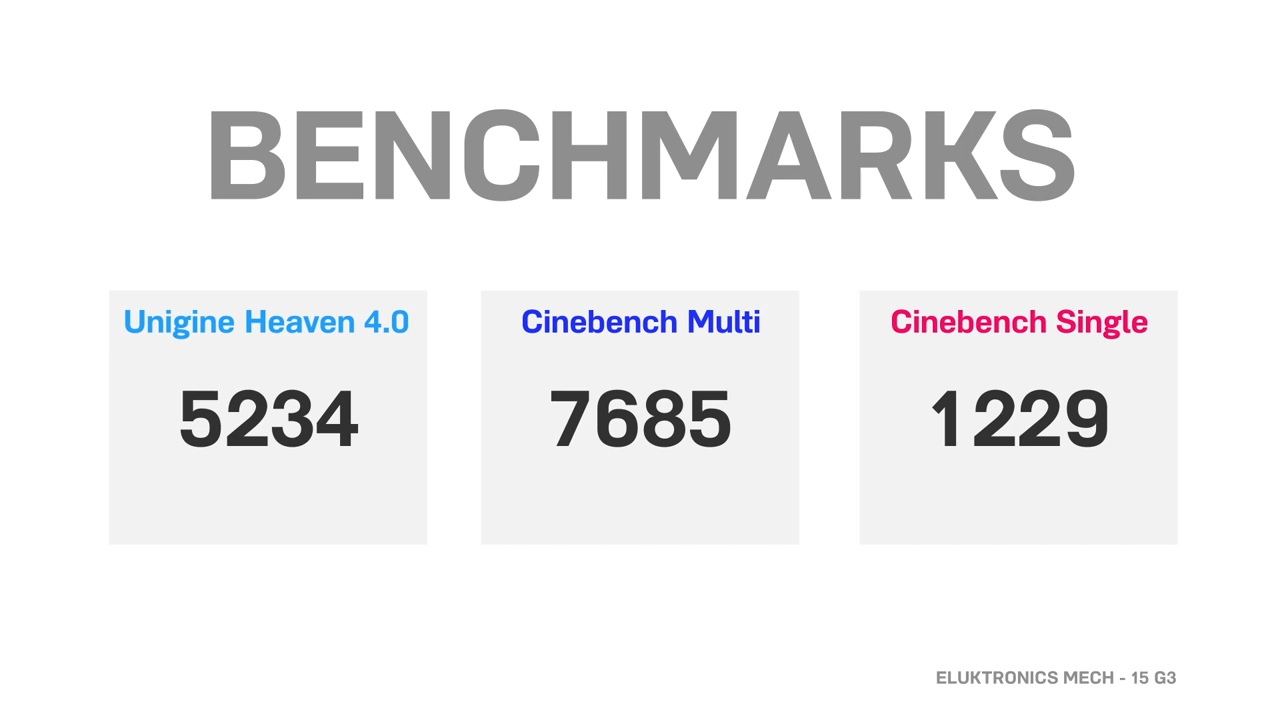 BENCHMARKS
Unigine Heaven 4.0
5234
Cinebench Multi
7685
Cinebench Single
1229
ELUKTRONICS MECH - 15 G3